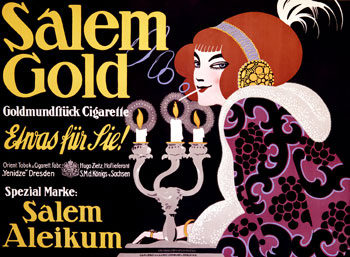 Salem
Gold
Goldmundstück Cigarette
Etwas für Sie!
Orient Tabak u. Cigarett. Fabr. Hugo Zietz, Hoflieferant
"Yenidze" Dresden S.M.d. Königs v. Sachsen
Spezial Marke:
Salem
Aleikum